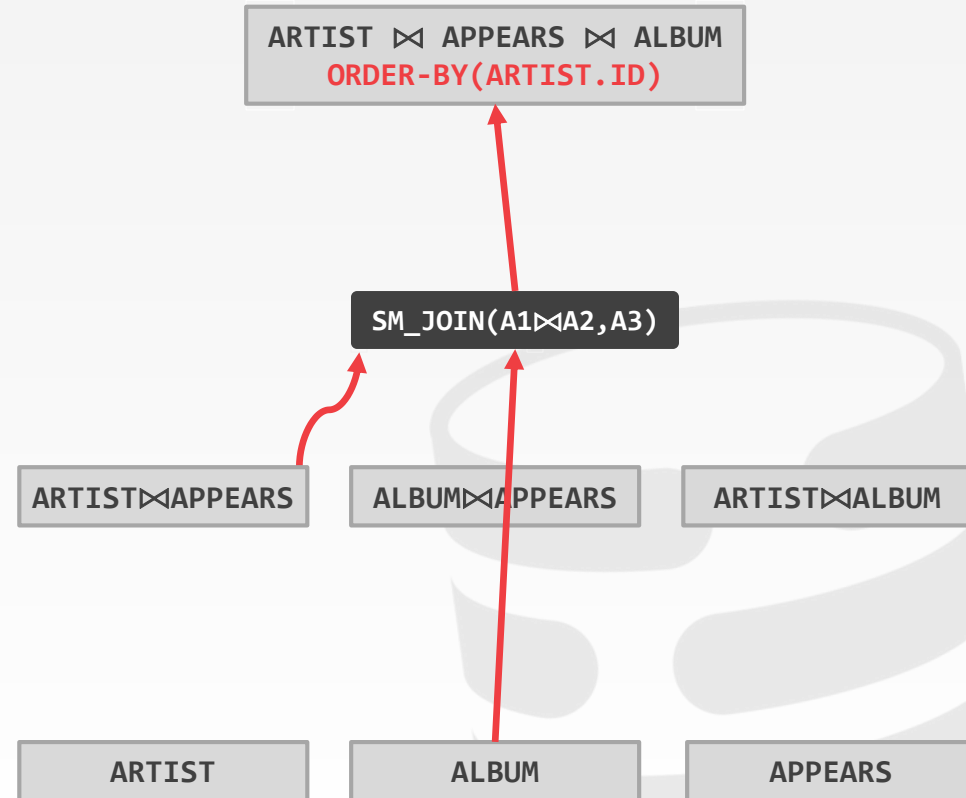 ARTIST ⋈ APPEARS ⋈ ALBUM
ORDER-BY(ARTIST.ID)
SM_JOIN(A1⋈A2,A3)
ARTIST⋈APPEARS
ALBUM⋈APPEARS
ARTIST⋈ALBUM
ARTIST
ALBUM
APPEARS